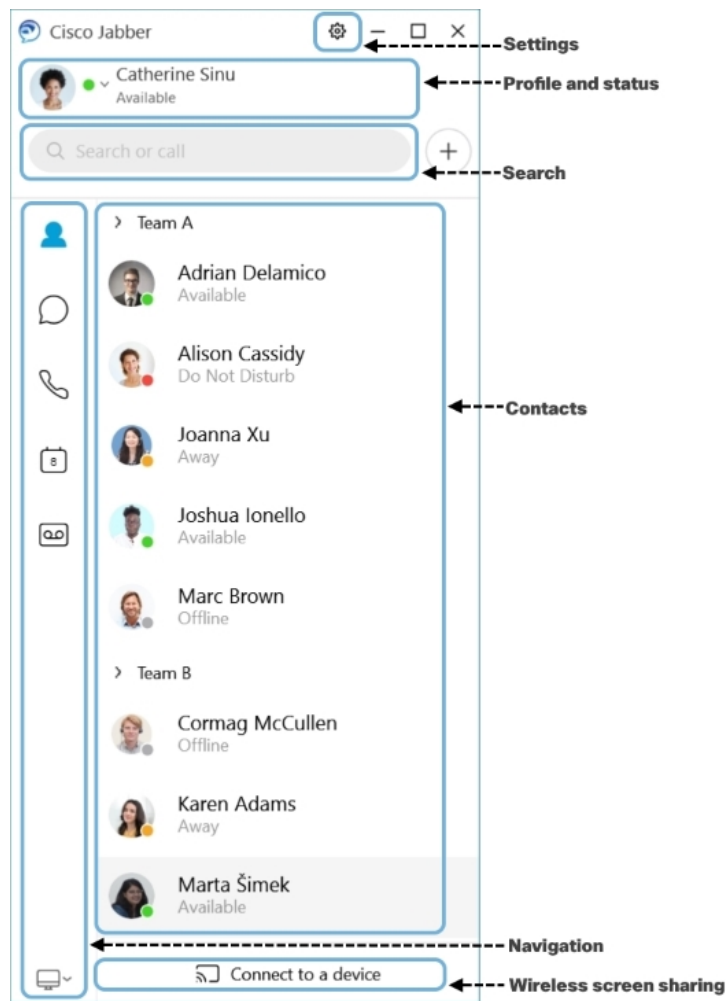 Cisco Jabber
Settings
Catherine Sinu
Available
Profile and status
Search or call
Search
Team A
Adrian Delamico
Available
Alison Cassidy
Do Not Disturb
Contacts
Joanna Xu
Away
8
Joshua Ionello
Available
Marc Brown
Offline
Team B
Cormag McCullen
Offline
Karen Adams
Away
Marta Šimek
Available
Navigation
Connect to a device
Wireless screen sharing